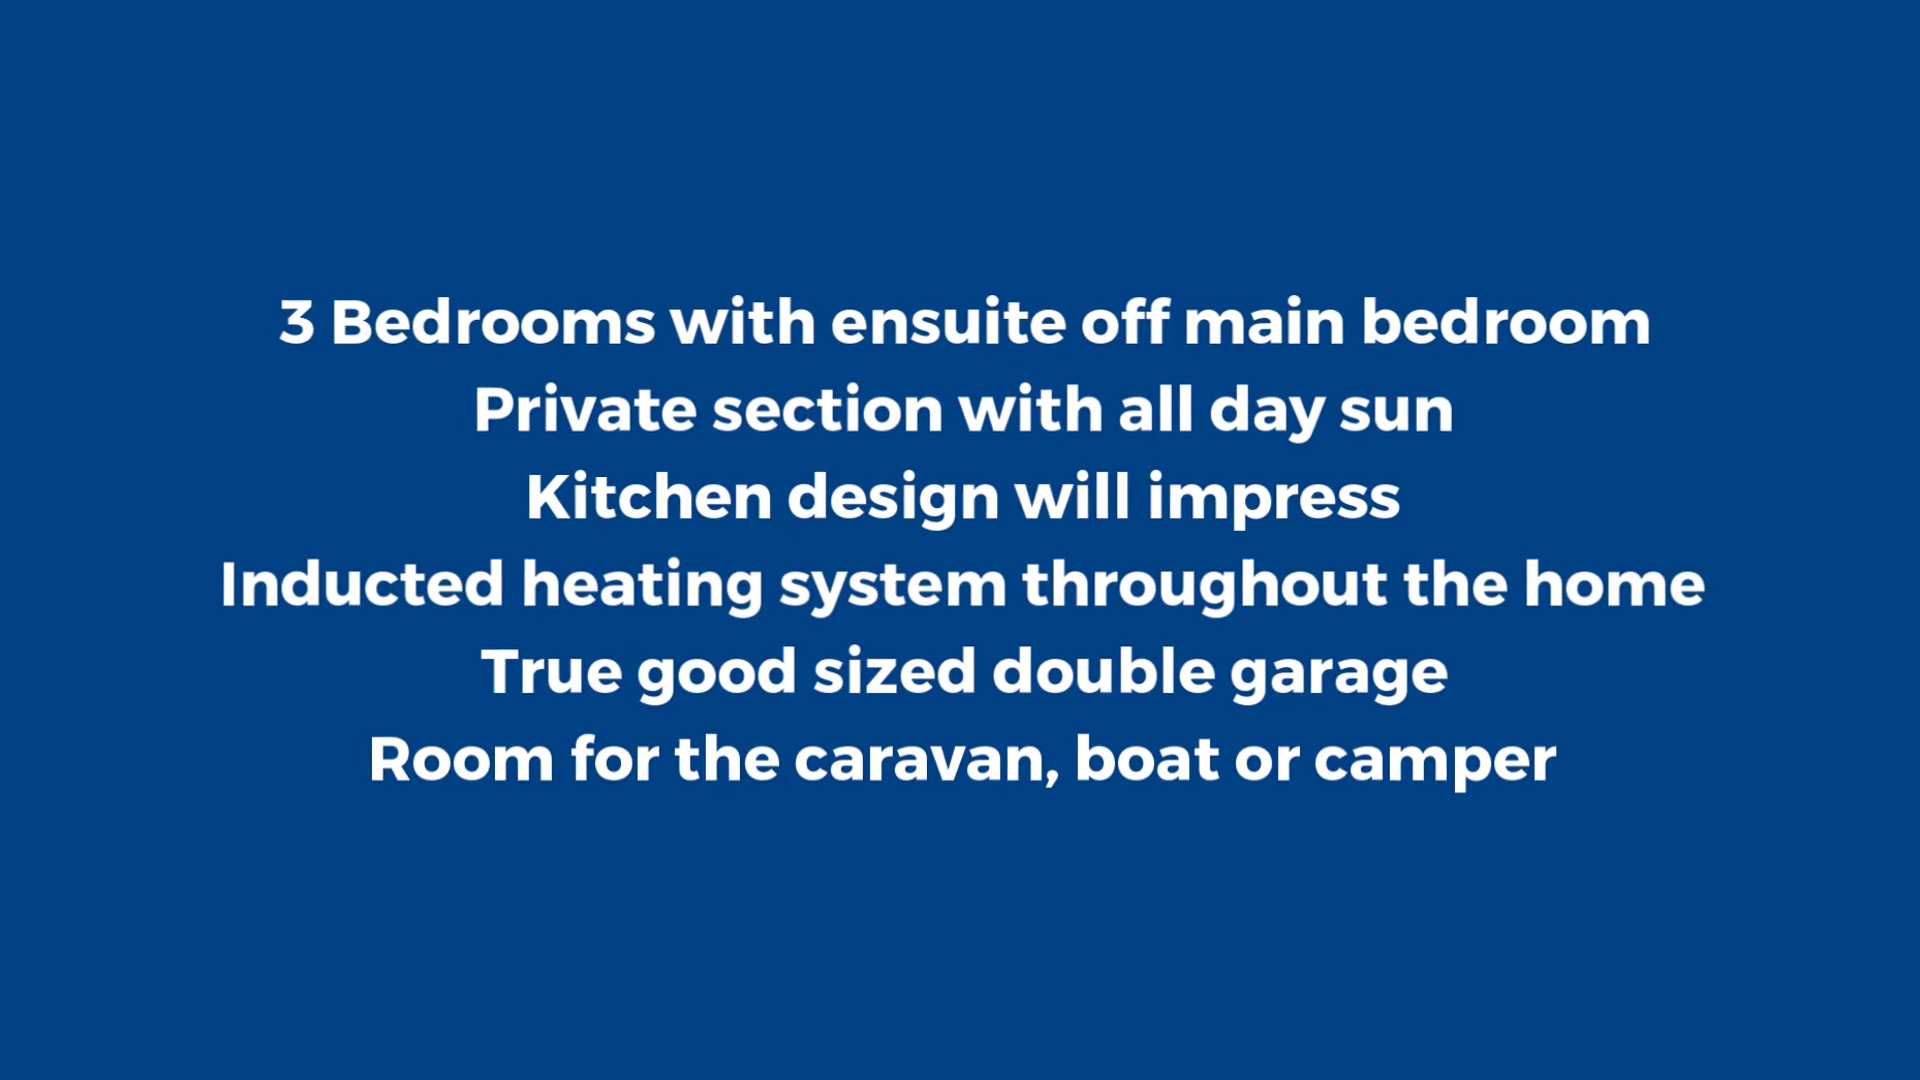 3 Bedrooms with ensuite off main bedroom
Private section with all day sun
Kitchen design will impress
Inducted heating system throughout the home
True good sized double garage
Room for the caravan, boat or camper